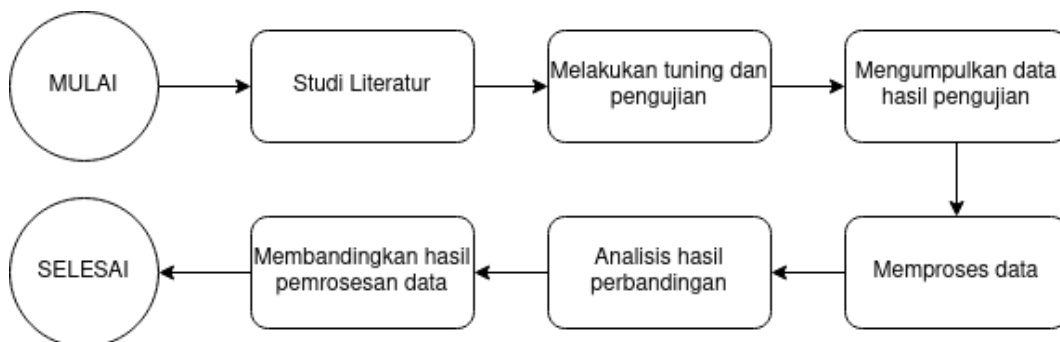 MULAI
Studi Literatur
Melakukan tuning dan
pengujian
Mengumpulkan data
hasil pengujian
Memproses data
Analisis hasil
perbandingan
Membandingkan hasil
pemrosesan data
SELESAI